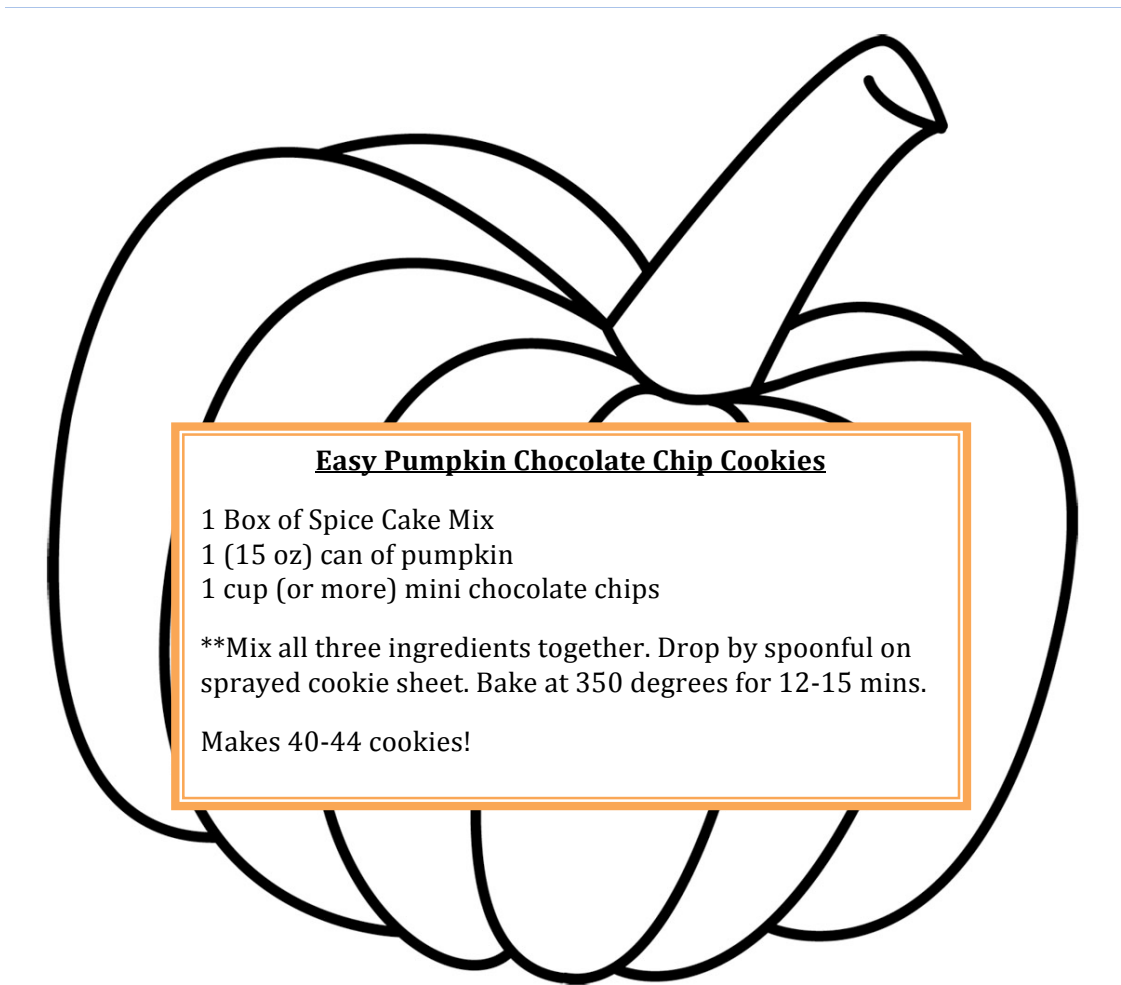 Easy Pumpkin Chocolate Chip Cookies
1 Box of Spice Cake Mix
1 (15 oz) can of pumpkin
1 cup (or more) mini chocolate chips
**Mix all three ingredients together. Drop by spoonful on
sprayed cookie sheet. Bake at 350 degrees for 12-15 mins.
Makes 40-44 cookies!